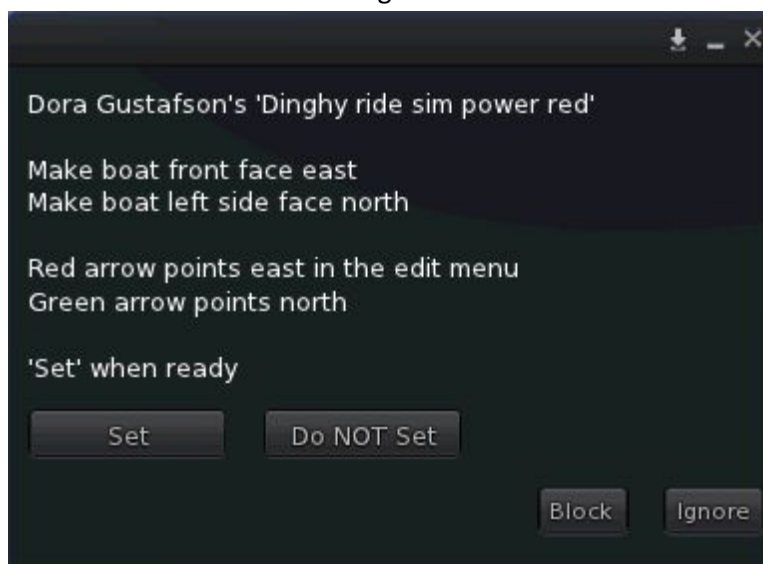 Dora Gustafson's 'Dinghy ride sim power red'
Make boat front face east
Make boat left side face north
Red arrow points east in the edit menu
Green arrow points north
'Set' when ready
Set Do NOT Set
Block Ignore